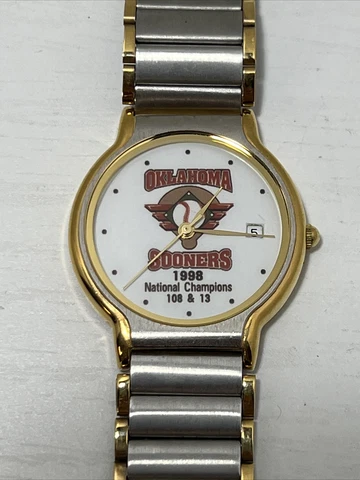 OKLAHOMA
5
SOONERS
1998
National Champions
108 & 13